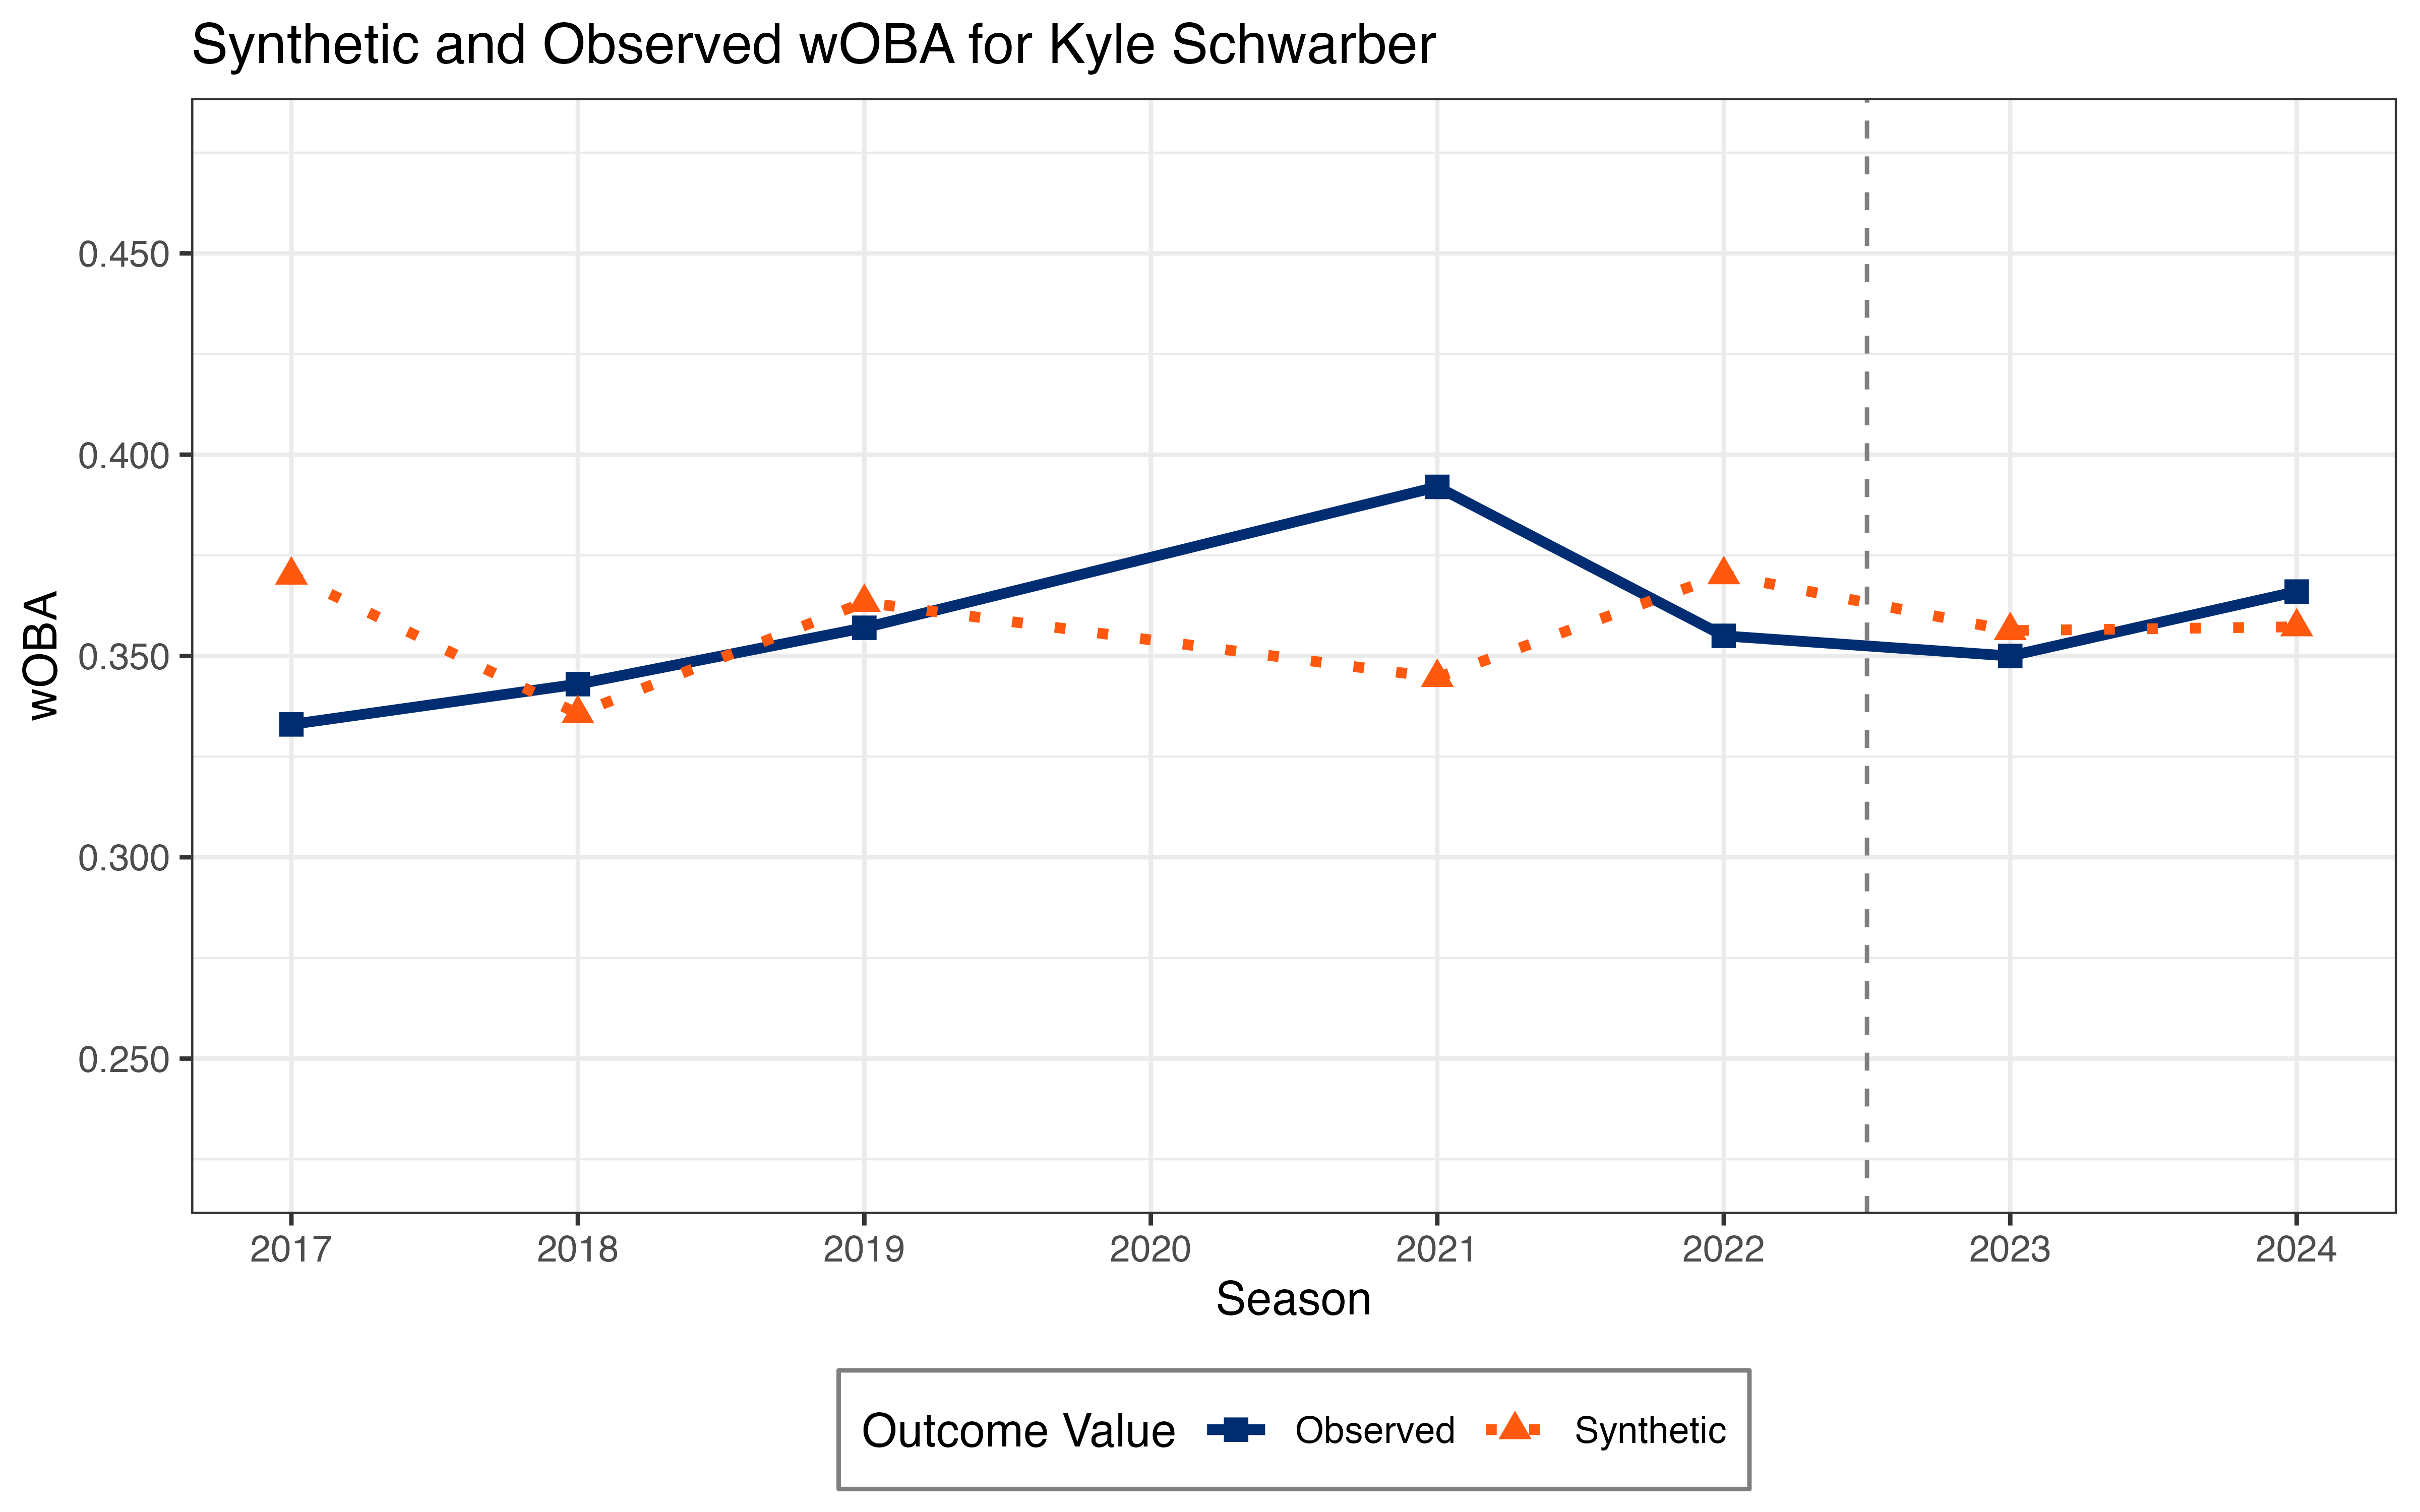 Synthetic and Observed wOBA for Kyle Schwarber
wOBA
0.450
0.400
0.350
0.300
0.250
2017 2018 2019 2020 2021 2022 2023 2024
Season
Outcome Value Observed Synthetic